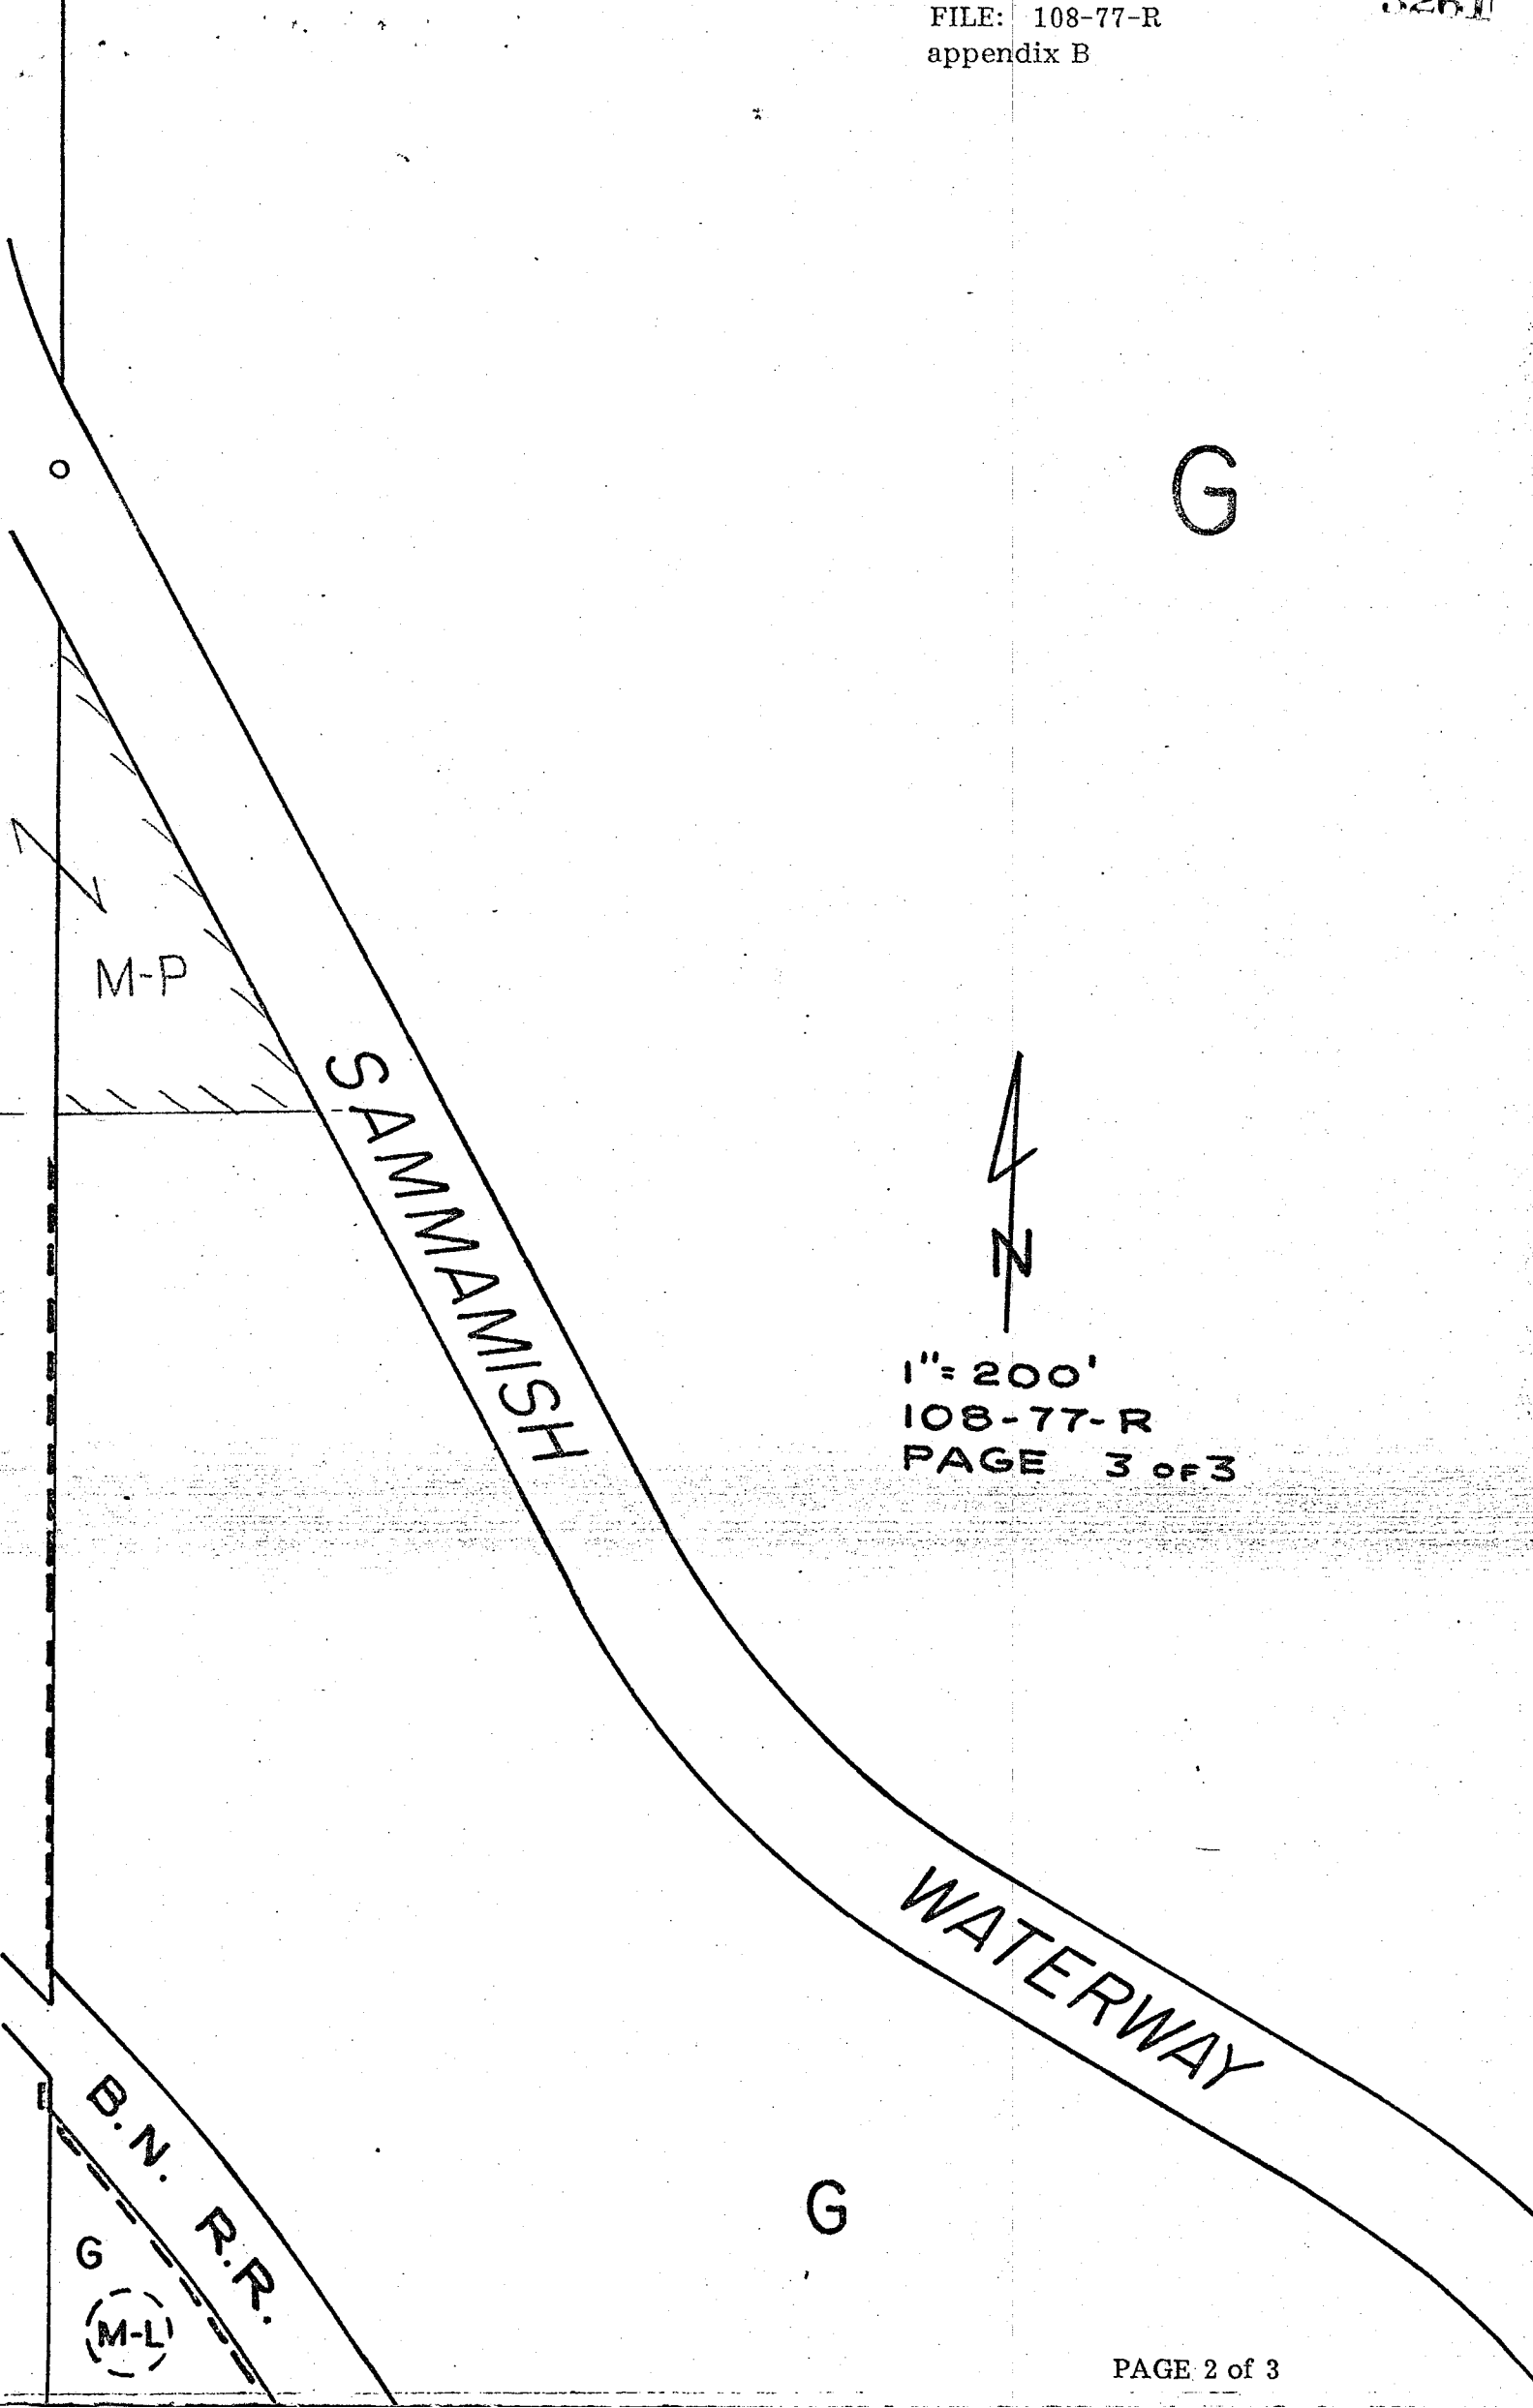 FILE: 108-77-R
appendix B
G
M-P
SAMMAMISH
N
1"= 200'
108-77-R
PAGE 3 OF 3
WATERWAY
B.N. R.R.
G
G
M-L
PAGE 2 of 3